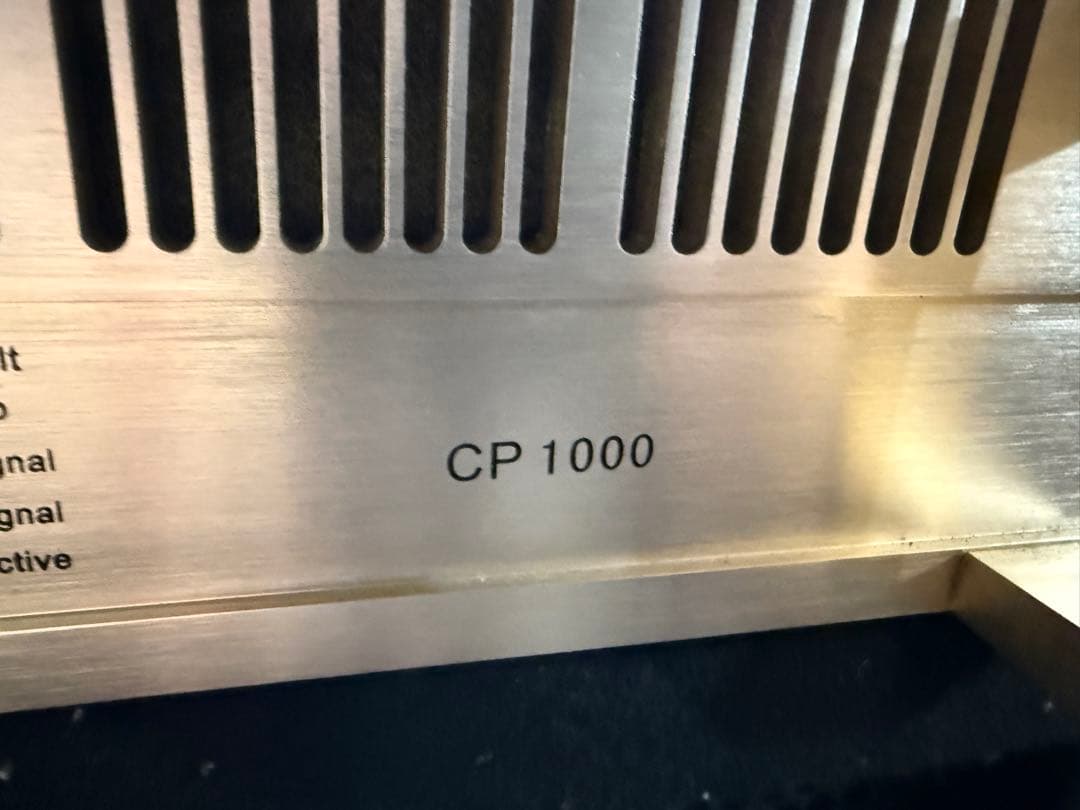 lt
gnal
gnal
ctive
CP 1000